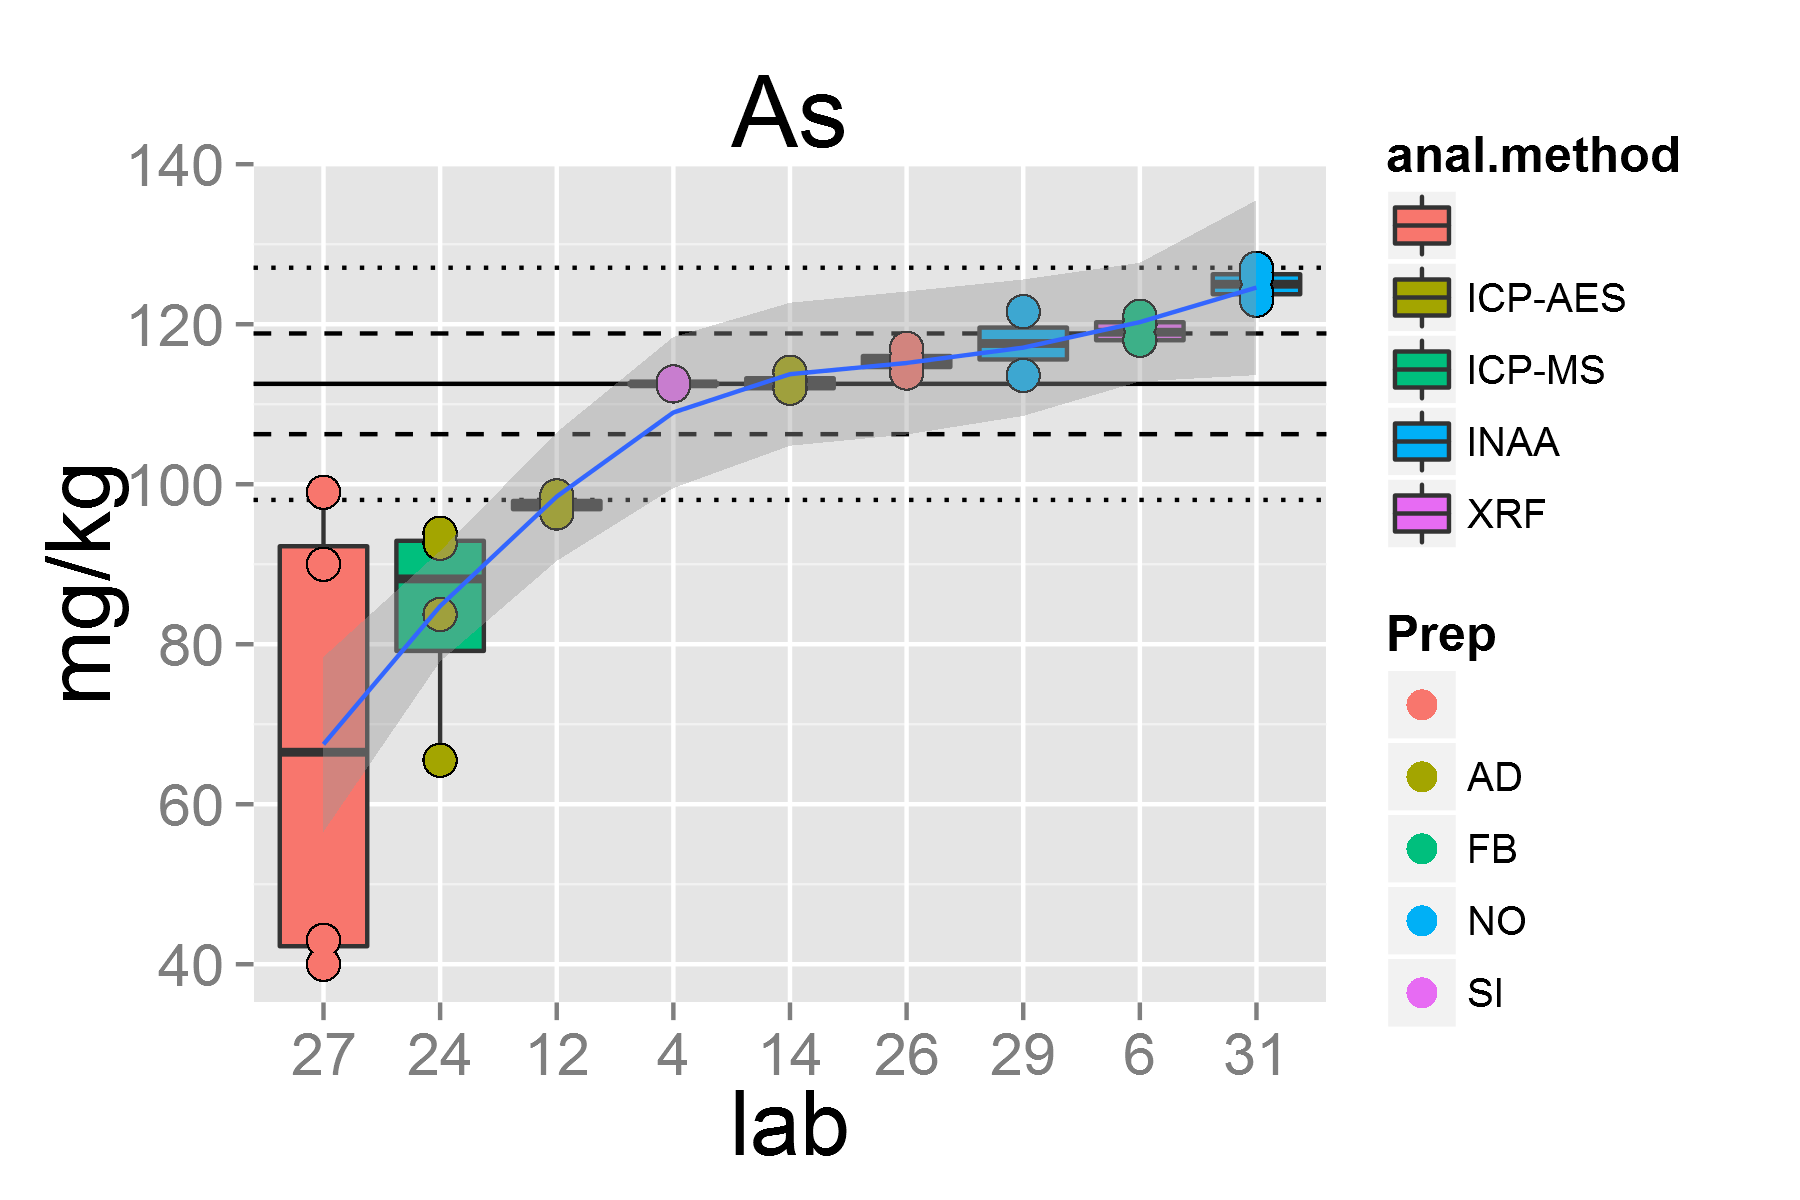 As
mg/kg
140
120
100
80
60
40
27 24 12 4 14 26 29 6 31
lab
anal.method
ICP-AES
ICP-MS
INAA
XRF
Prep
AD
FB
NO
SI